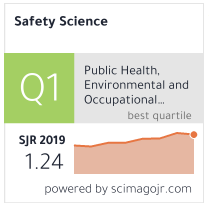 Safety Science
Q1
Public Health,
Environmental and
Occupational...
best quartile
SJR 2019
1.24
powered by scimagojr.com